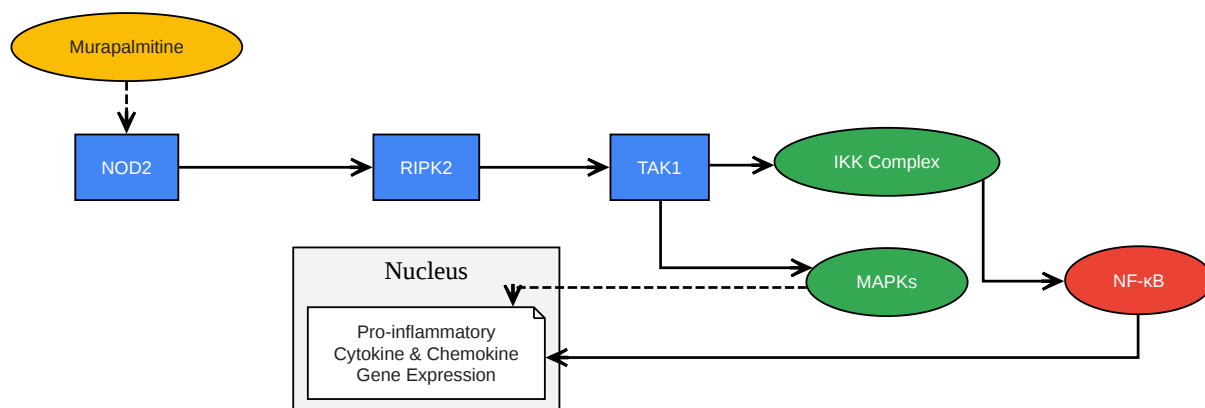 Murapalmitine
NOD2
RIPK2
TAK1
IKK Complex
MAPKs
NF-κB
Nucleus
Pro-inflammatory
Cytokine & Chemokine
Gene Expression